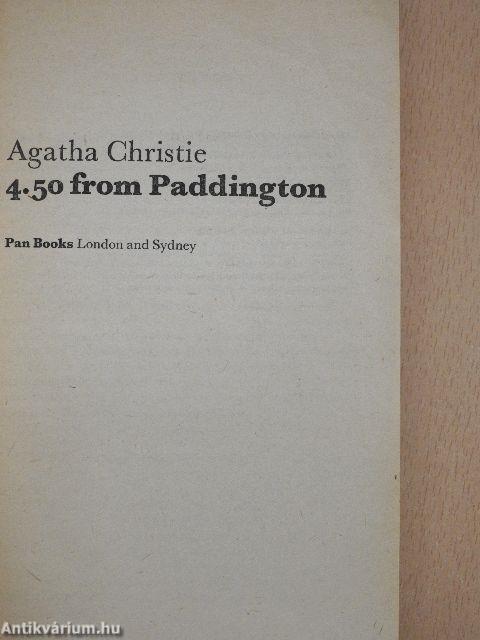 Agatha Christie
4.50 from Paddington
Pan Books London and Sydney
Antikvárium.hu